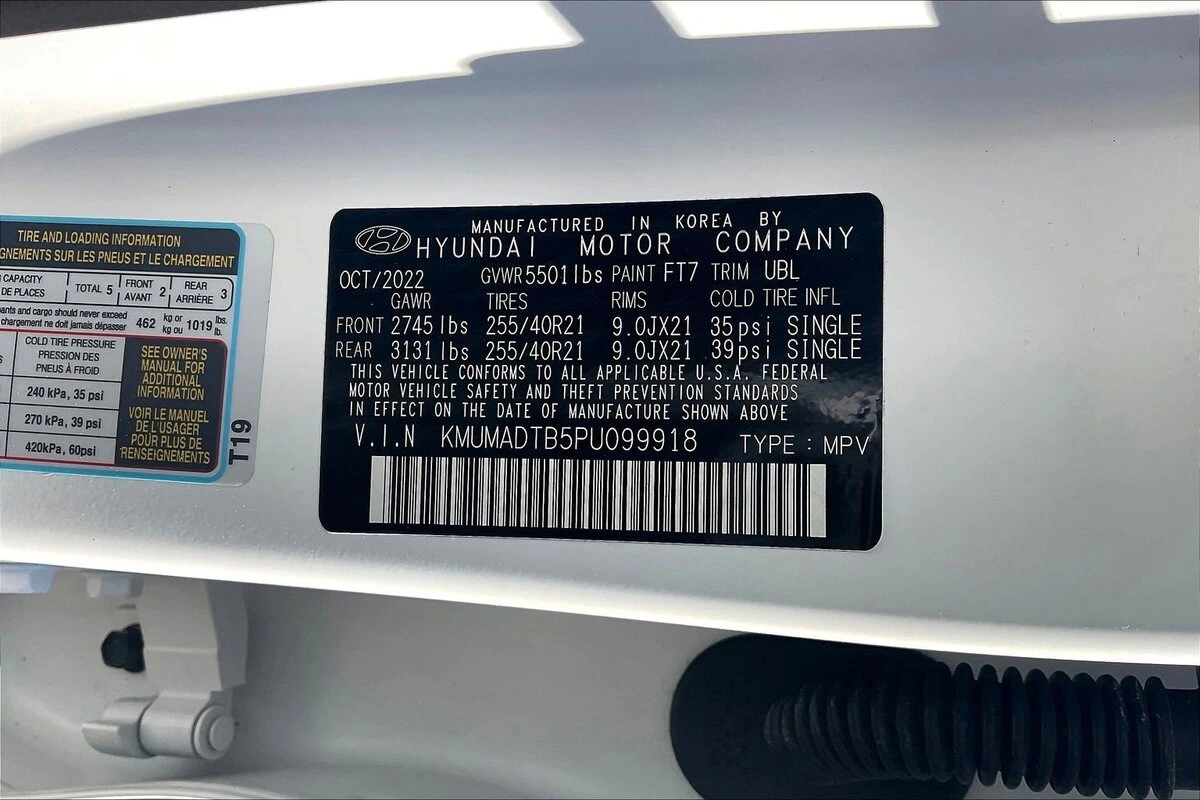 TIRE AND LOADING INFORMATION
GNEMENTS SUR LES PNEUS ET LE CHARGEMENT
CAPACITY
DE PLACES
TOTAL 5
FRONT
AVANT 2
REAR
ARRIÈRE 3
pants and cargo should never exceed
chargement ne doit jamais dépasser
462 kg or
kg ou
1019 lbs.
lb.
COLD TIRE PRESSURE
PRESSION DES
PNEUS À FROID
240 kPa, 35 psi
270 kPa, 39 psi
420kPa, 60psi
SEE OWNER'S
MANUAL FOR
ADDITIONAL
INFORMATION
VOIR LE MANUEL
DE L'USAGER
POUR PLUS DE
RENSEIGNEMENTS
T19
MANUFACTURED IN KOREA BY
HYUNDAI MOTOR COMPANY
OCT/2022 GVWR 5501lbs PAINT FT7 TRIM UBL
GAWR TIRES RIMS COLD TIRE INFL
FRONT 2745 lbs 255/40R21 9.0JX21 35psi SINGLE
REAR 3131 lbs 255/40R21 9.0JX21 39psi SINGLE
THIS VEHICLE CONFORMS TO ALL APPLICABLE U.S.A. FEDERAL
MOTOR VEHICLE SAFETY AND THEFT PREVENTION STANDARDS
IN EFFECT ON THE DATE OF MANUFACTURE SHOWN ABOVE
V.I.N KMUMADTB5PU099918 TYPE : MPV